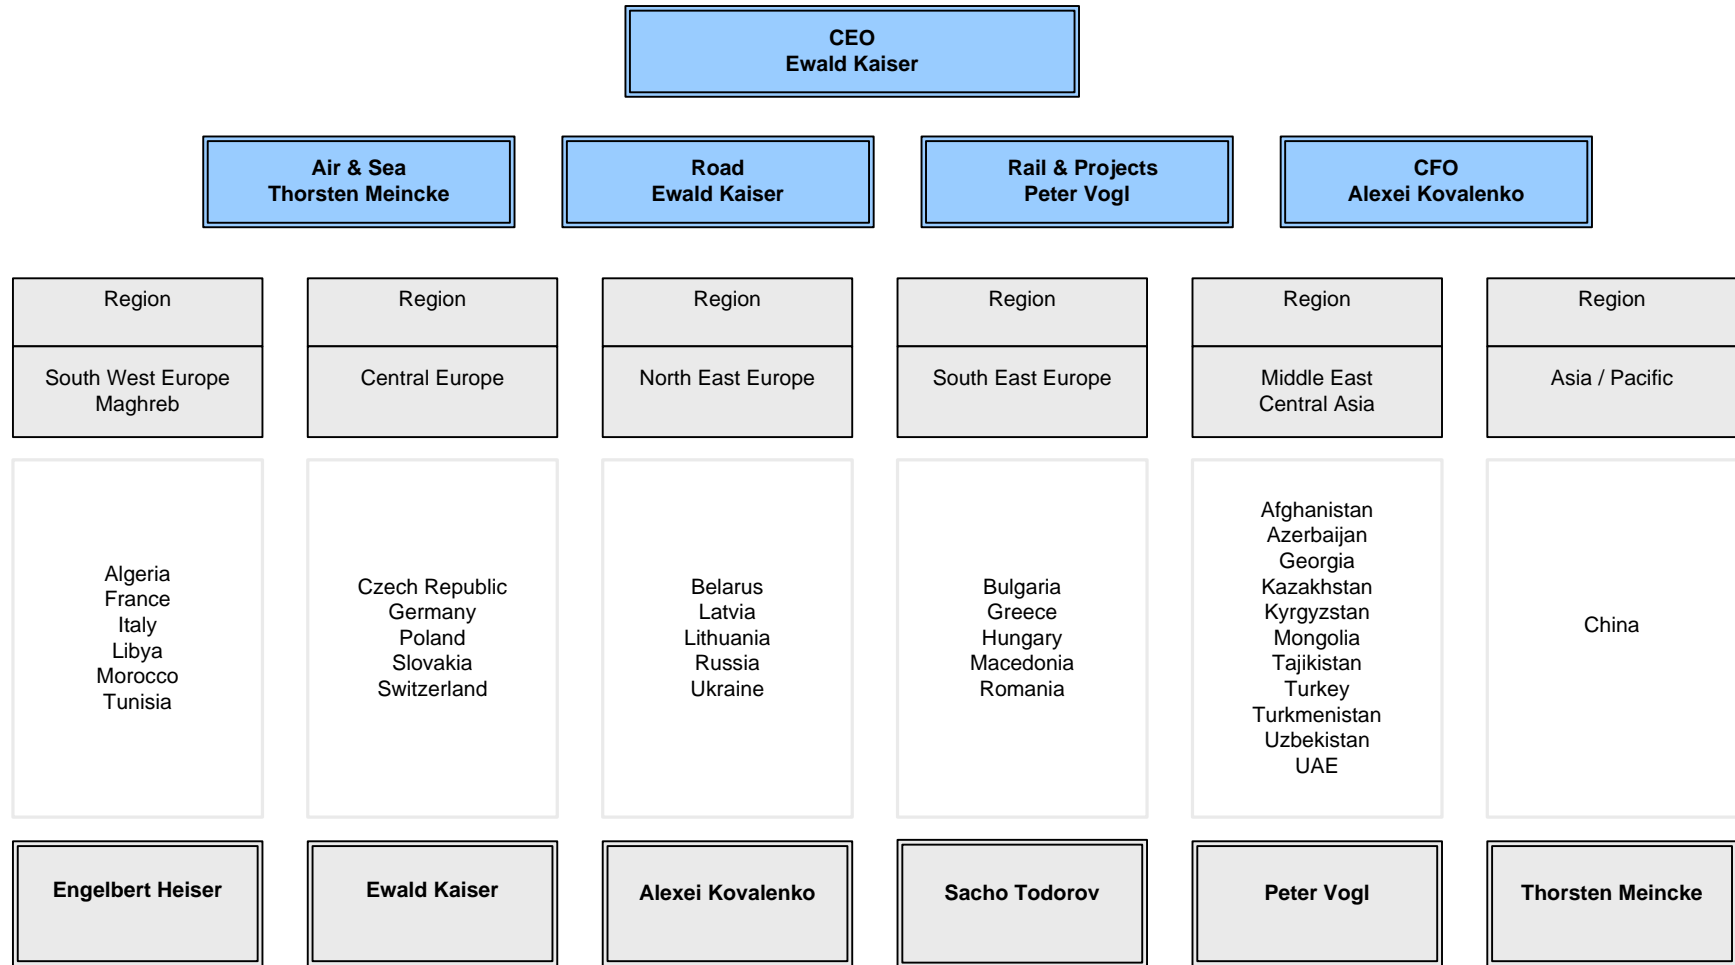 CEO
Ewald Kaiser
Air & Sea
Thorsten Meincke
Road
Ewald Kaiser
Rail & Projects
Peter Vogl
CFO
Alexei Kovalenko
Region
South West Europe
Maghreb
Algeria
France
Italy
Libya
Morocco
Tunisia
Engelbert Heiser
Region
Central Europe
Czech Republic
Germany
Poland
Slovakia
Switzerland
Ewald Kaiser
Region
North East Europe
Belarus
Latvia
Lithuania
Russia
Ukraine
Alexei Kovalenko
Region
South East Europe
Bulgaria
Greece
Hungary
Macedonia
Romania
Sacho Todorov
Region
Middle East
Central Asia
Afghanistan
Azerbaijan
Georgia
Kazakhstan
Kyrgyzstan
Mongolia
Tajikistan
Turkey
Turkmenistan
Uzbekistan
UAE
Peter Vogl
Region
Asia / Pacific
China
Thorsten Meincke